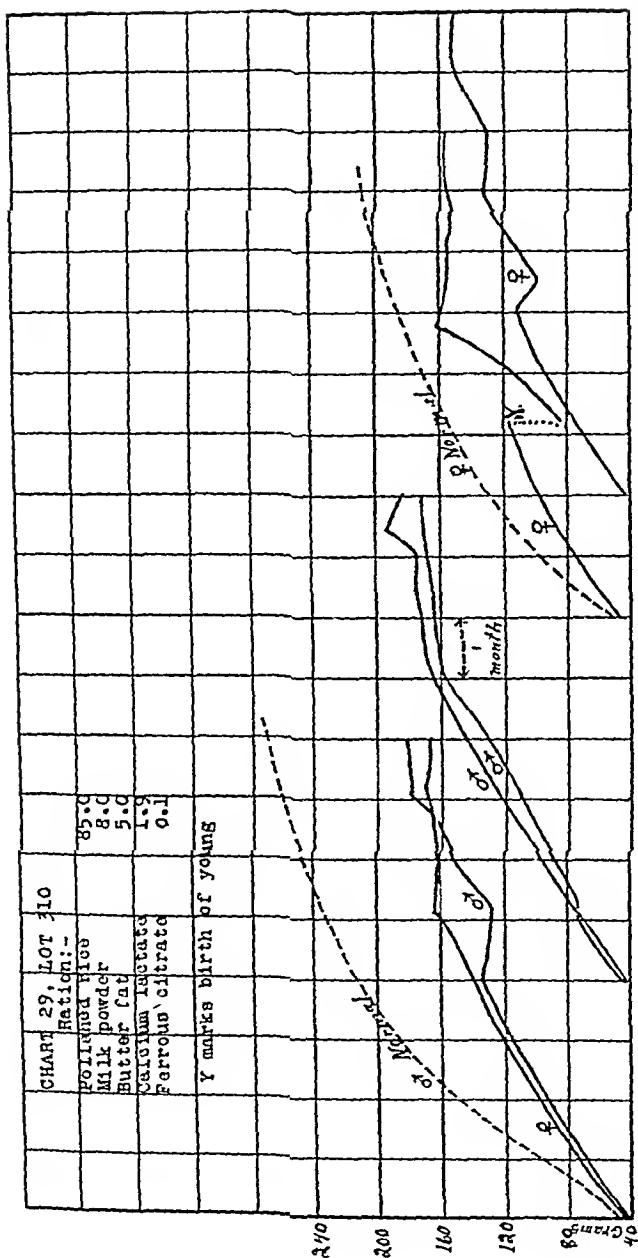 CHART 29, LOT 310
Ration:-
Polished rice 85.0
Milk powder 8.0
Butter fat 5.0
Calcium lactate 1.9
Ferrous citrate 0.1
Y marks birth of young
240
200
160
120
80
Grams
40
♂ Normal
♀
♂
♂
♂
1
month
♀ Normal
♀
Y.
♀